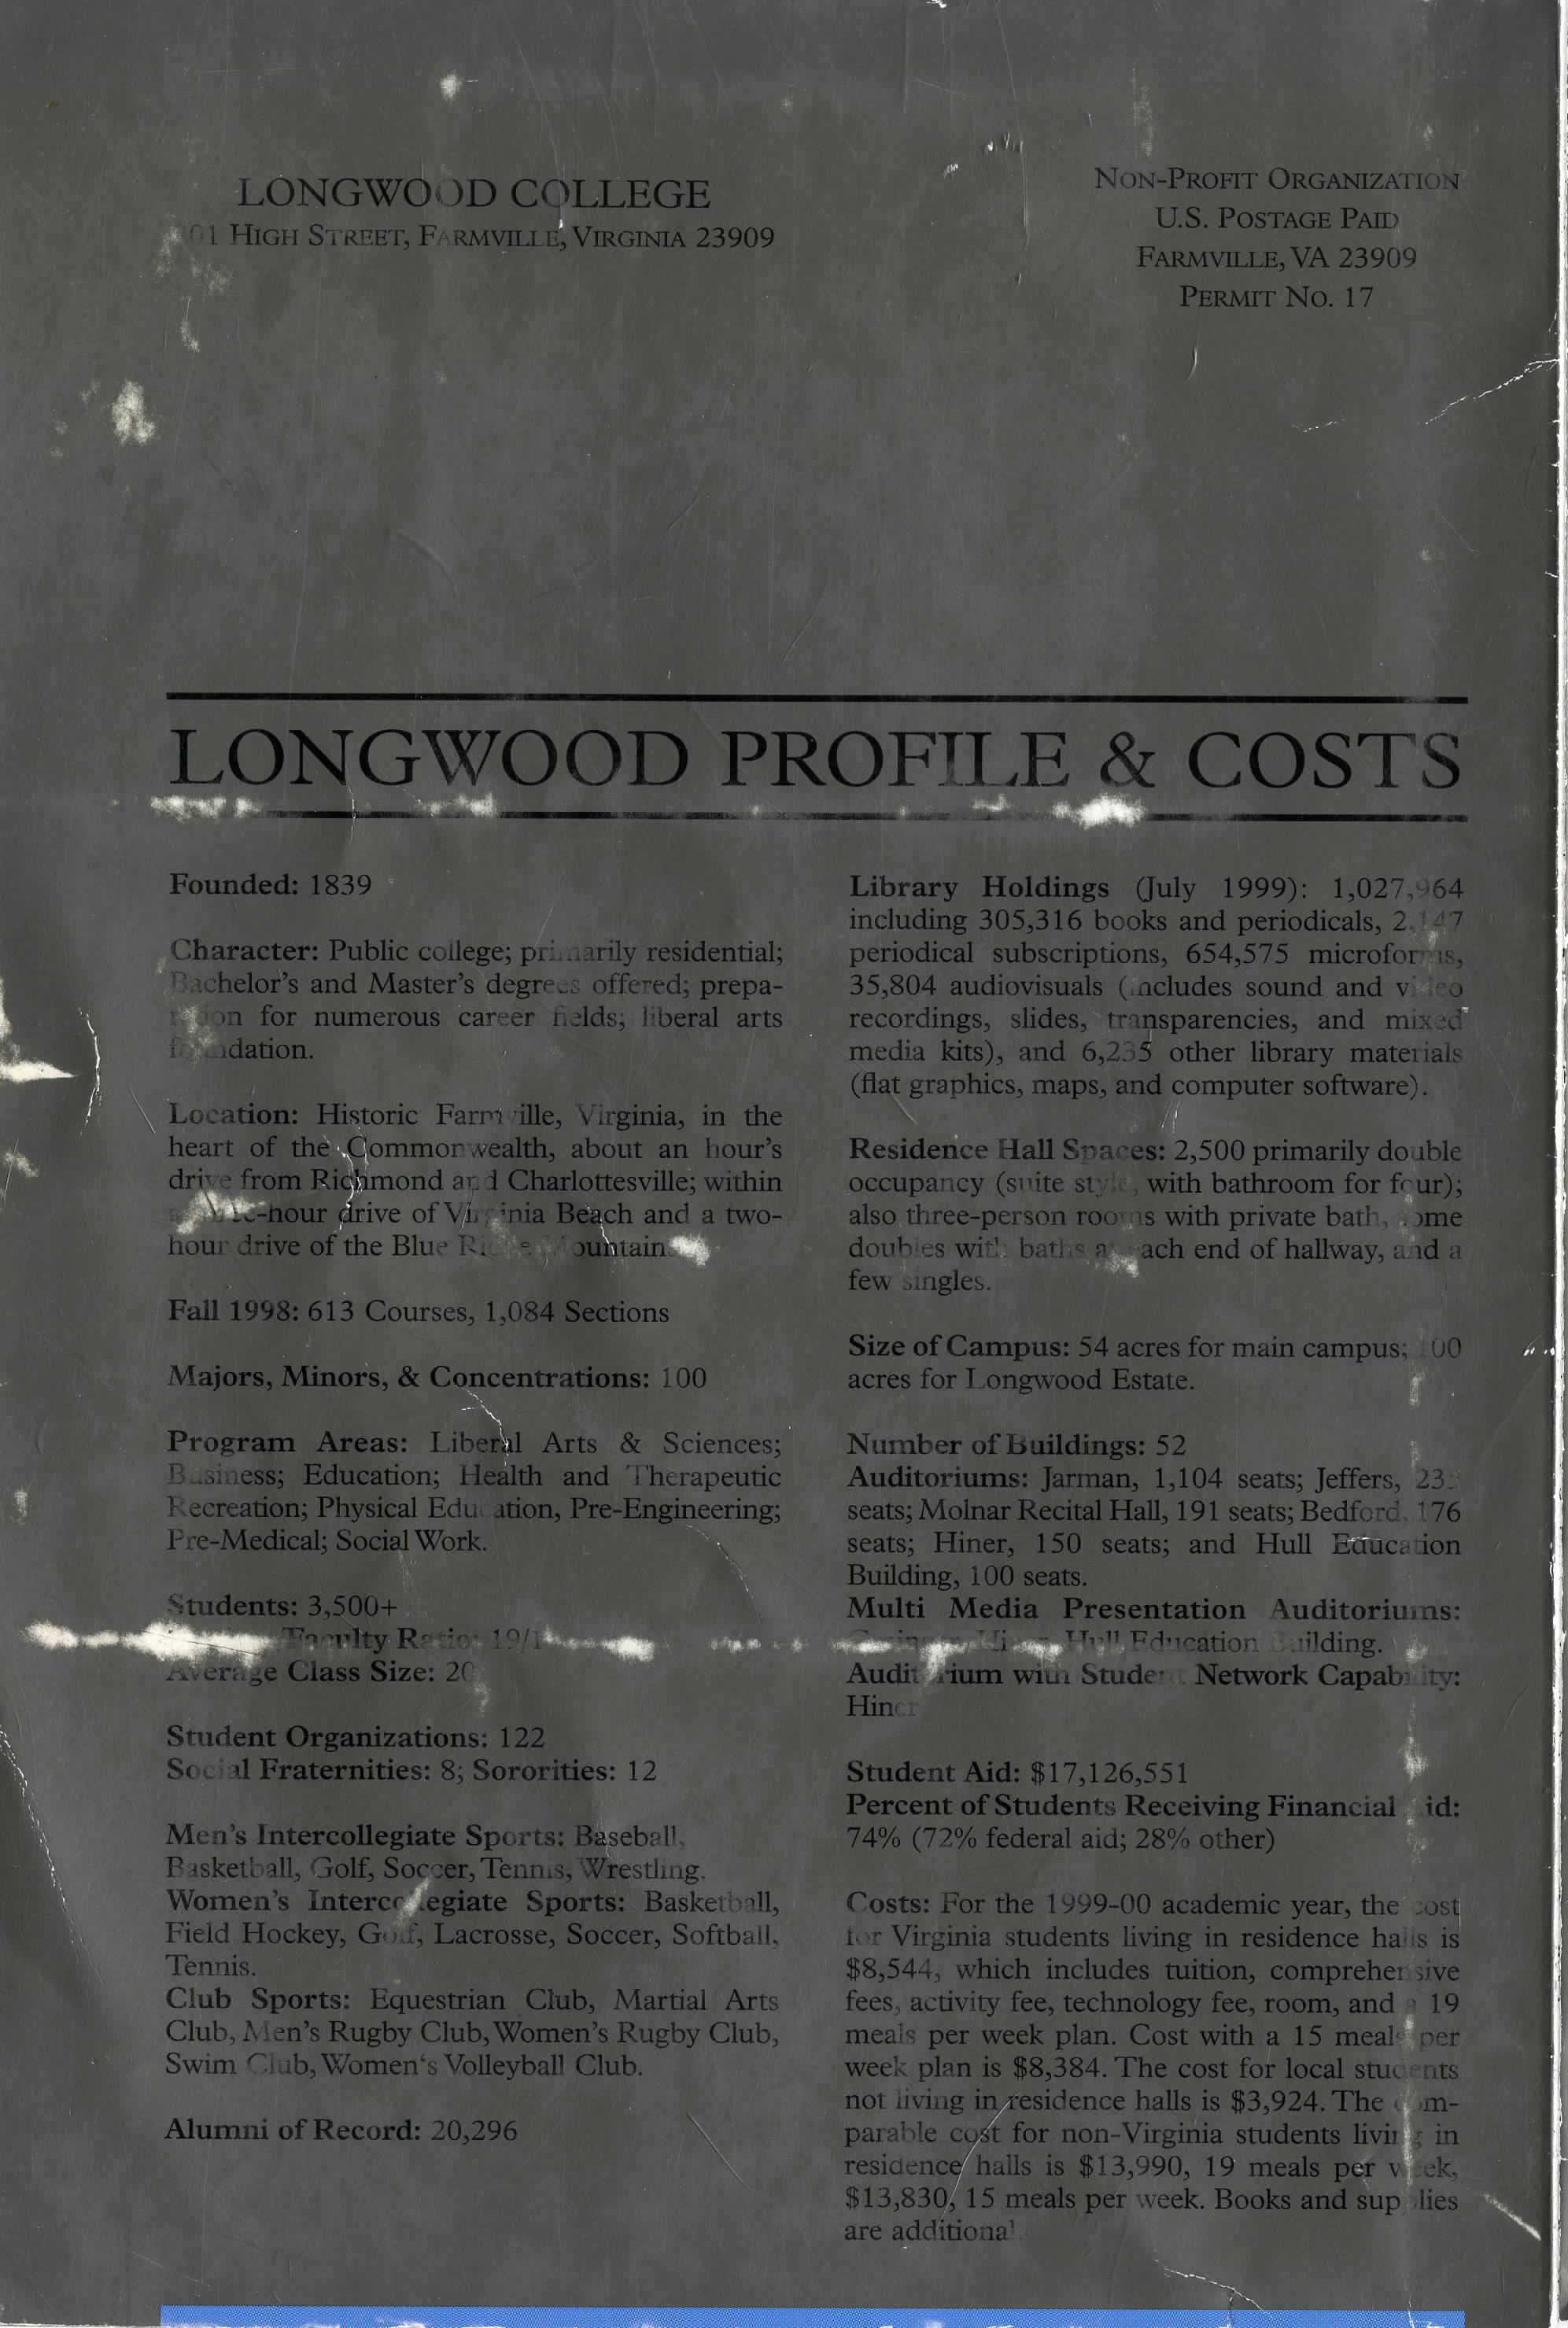 LONGWOOD COLLEGE
HIGH STREET, FARMVILLE, VIRGINIA 23909
NON-PROFIT ORGANIZATION
U.S. POSTAGE PAID
FARMVILLE, VA 23909
PERMIT NO. 17
LONGWOOD PROFILE & COSTS
Founded: 1839
Character: Public college; primarily residential;
Bachelor's and Master's degrees offered; prepa-
ration for numerous career fields; liberal arts
foundation.
Location: Historic Farmville, Virginia, in the
heart of the Commonwealth, about an hour's
drive from Richmond and Charlottesville; within
drive of Virginia Beach and a two-
hour drive of the Blue Ridge Mountains
Fall 1998: 613 Courses, 1,084 Sections
Majors, Minors, & Concentrations: 100
Program Areas: Liberal Arts & Sciences;
Business; Education; Health and Therapeutic
Recreation; Physical Education, Pre-Engineering;
Pre-Medical; Social Work.
Students: 3,500+
/Faculty Ratio: 19/1
Average Class Size: 20
Student Organizations: 122
Social Fraternities: 8; Sororities: 12
Men's Intercollegiate Sports: Baseball,
Basketball, Golf, Soccer, Tennis, Wrestling.
Women's Intercollegiate Sports: Basketball,
Field Hockey, Golf, Lacrosse, Soccer, Softball,
Tennis.
Club Sports: Equestrian Club, Martial Arts
Club, Men's Rugby Club, Women's Rugby Club,
Swim Club, Women's Volleyball Club.
Alumni of Record: 20,296
Library Holdings (July 1999): 1,027,964
including 305,316 books and periodicals, 2,147
periodical subscriptions, 654,575 microforms,
35,804 audiovisuals (includes sound and video
recordings, slides, transparencies, and mixed
media kits), and 6,235 other library materials
(flat graphics, maps, and computer software).
Residence Hall Spaces: 2,500 primarily double
occupancy (suite style, with bathroom for four);
also three-person rooms with private bath, some
doubles with baths at each end of hallway, and a
few singles.
Size of Campus: 54 acres for main campus;
acres for Longwood Estate.
Number of Buildings: 52
Auditoriums: Jarman, 1,104 seats; Jeffers,
seats; Molnar Recital Hall, 191 seats; Bedford, 176
seats; Hiner, 150 seats; and Hull Education
Building, 100 seats.
Multi Media Presentation Auditoriums:
Hiner, Hull Education Building.
Auditorium with Student Network Capability:
Hiner
Student Aid: $17,126,551
Percent of Students Receiving Financial Aid:
74% (72% federal aid; 28% other)
Costs: For the 1999-00 academic year, the cost
for Virginia students living in residence halls is
$8,544, which includes tuition, comprehensive
fees, activity fee, technology fee, room, and a 19
meals per week plan. Cost with a 15 meals per
week plan is $8,384. The cost for local students
not living in residence halls is $3,924. The com-
parable cost for non-Virginia students living in
residence halls is $13,990, 19 meals per week,
$13,830, 15 meals per week. Books and supplies
are additional